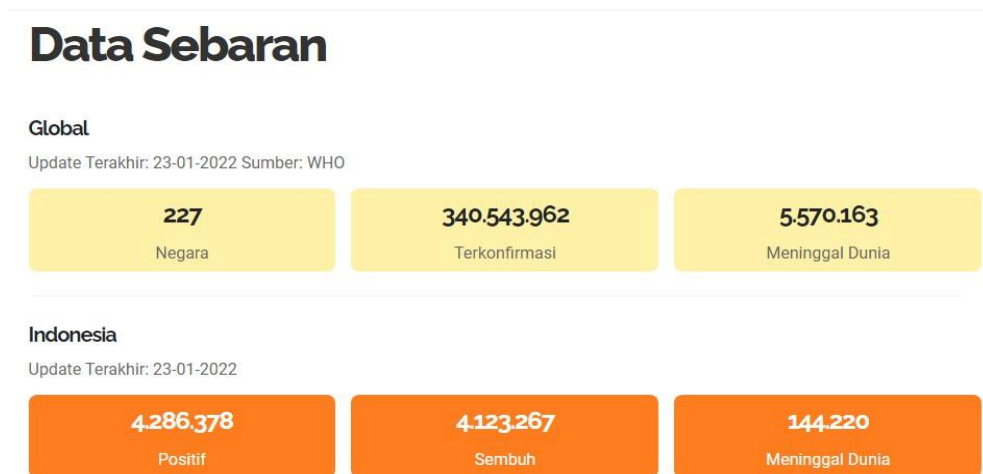 Data Sebaran
Global
Update Terakhir: 23-01-2022 Sumber: WHO
227
Negara
340.543.962
Terkonfirmasi
5.570.163
Meninggal Dunia
Indonesia
Update Terakhir: 23-01-2022
4.286.378
Positif
4.123.267
Sembuh
144.220
Meninggal Dunia